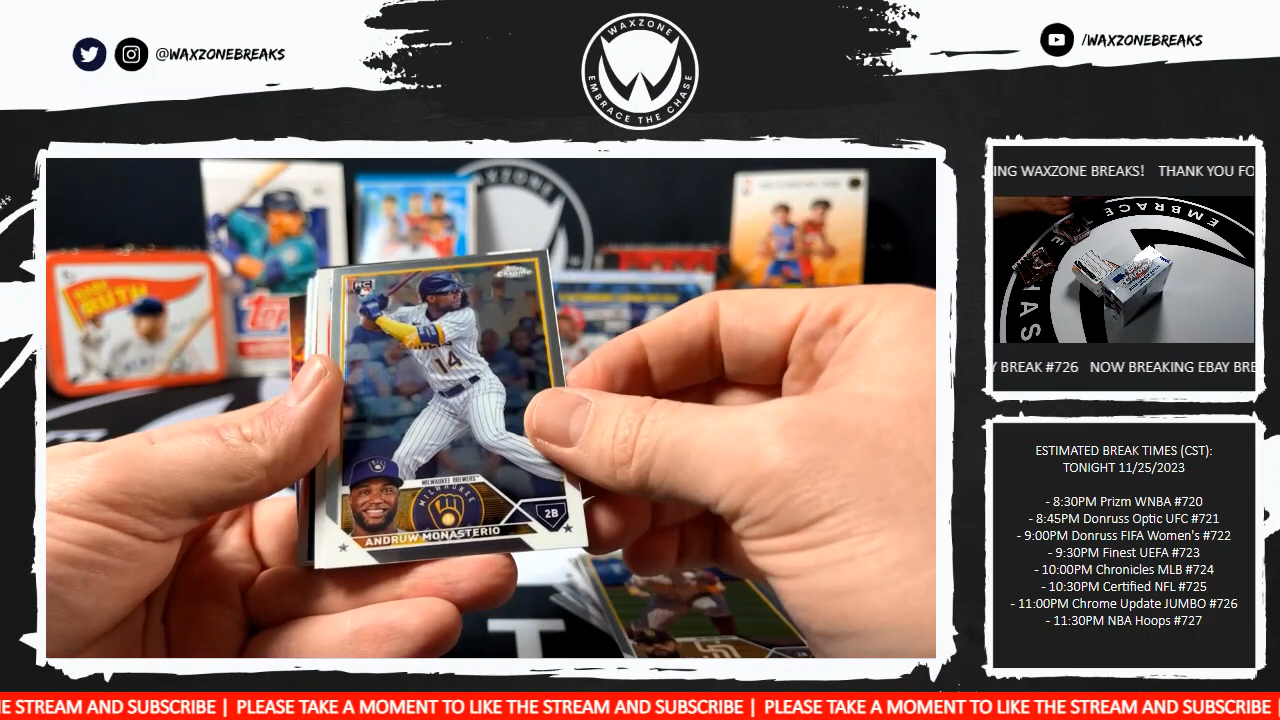 @WAXZONEBREAKS
WAXZONE
EMBRACE THE CHASE
/WAXZONEBREAKS
WAXZONE
BABE
RUTH
Topps
RC
Topps
Chrome
14
MILWAUKEE BREWERS
MILWAUKEE
2B
ANDRUW MONASTERIO
ING WAXZONE BREAKS! THANK YOU FO
EMBRACE
Y BREAK #726 NOW BREAKING EBAY BRE
ESTIMATED BREAK TIMES (CST):
TONIGHT 11/25/2023
- 8:30PM Prizm WNBA #720
- 8:45PM Donruss Optic UFC #721
- 9:00PM Donruss FIFA Women's #722
- 9:30PM Finest UEFA #723
- 10:00PM Chronicles MLB #724
- 10:30PM Certified NFL #725
- 11:00PM Chrome Update JUMBO #726
- 11:30PM NBA Hoops #727
E STREAM AND SUBSCRIBE | PLEASE TAKE A MOMENT TO LIKE THE STREAM AND SUBSCRIBE | PLEASE TAKE A MOMENT TO LIKE THE STREAM AND SUBSCRIBE